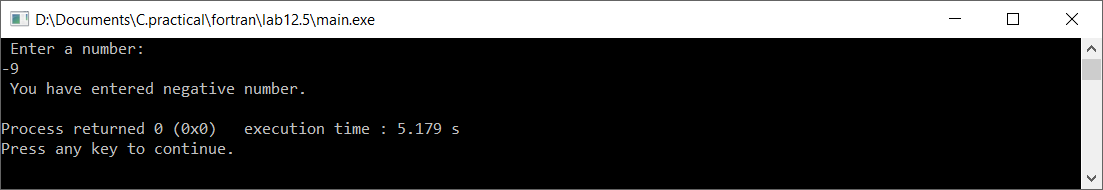 D:\Documents\C.practical\fortran\lab12.5\main.exe
Enter a number:
-9
You have entered negative number.
Process returned 0 (0x0)   execution time : 5.179 s
Press any key to continue.